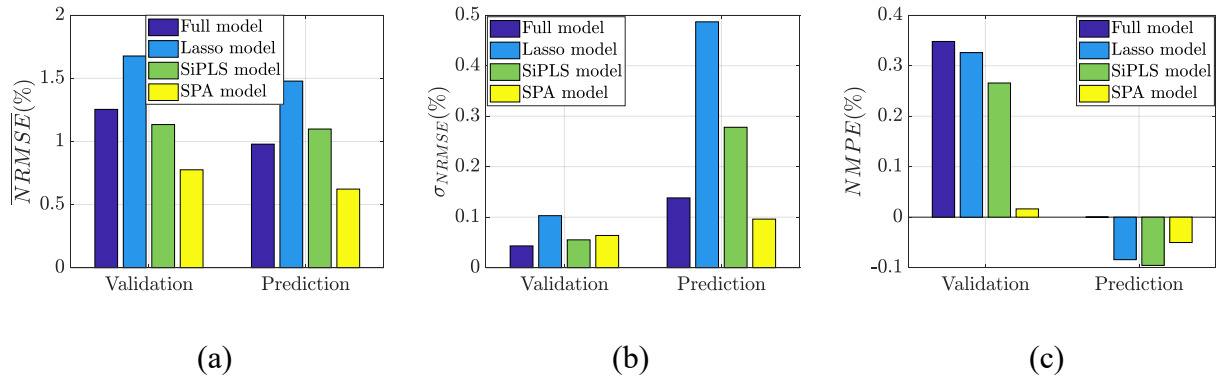 2
1.5
1
0.5
0
NRMSE(%)
Full model
Lasso model
SiPLS model
SPA model
Validation Prediction
(a)
0.5
0.4
0.3
0.2
0.1
0
σNRMSE(%)
Full model
Lasso model
SiPLS model
SPA model
Validation Prediction
(b)
0.4
0.3
0.2
0.1
0
-0.1
NMPE(%)
Full model
Lasso model
SiPLS model
SPA model
Validation Prediction
(c)